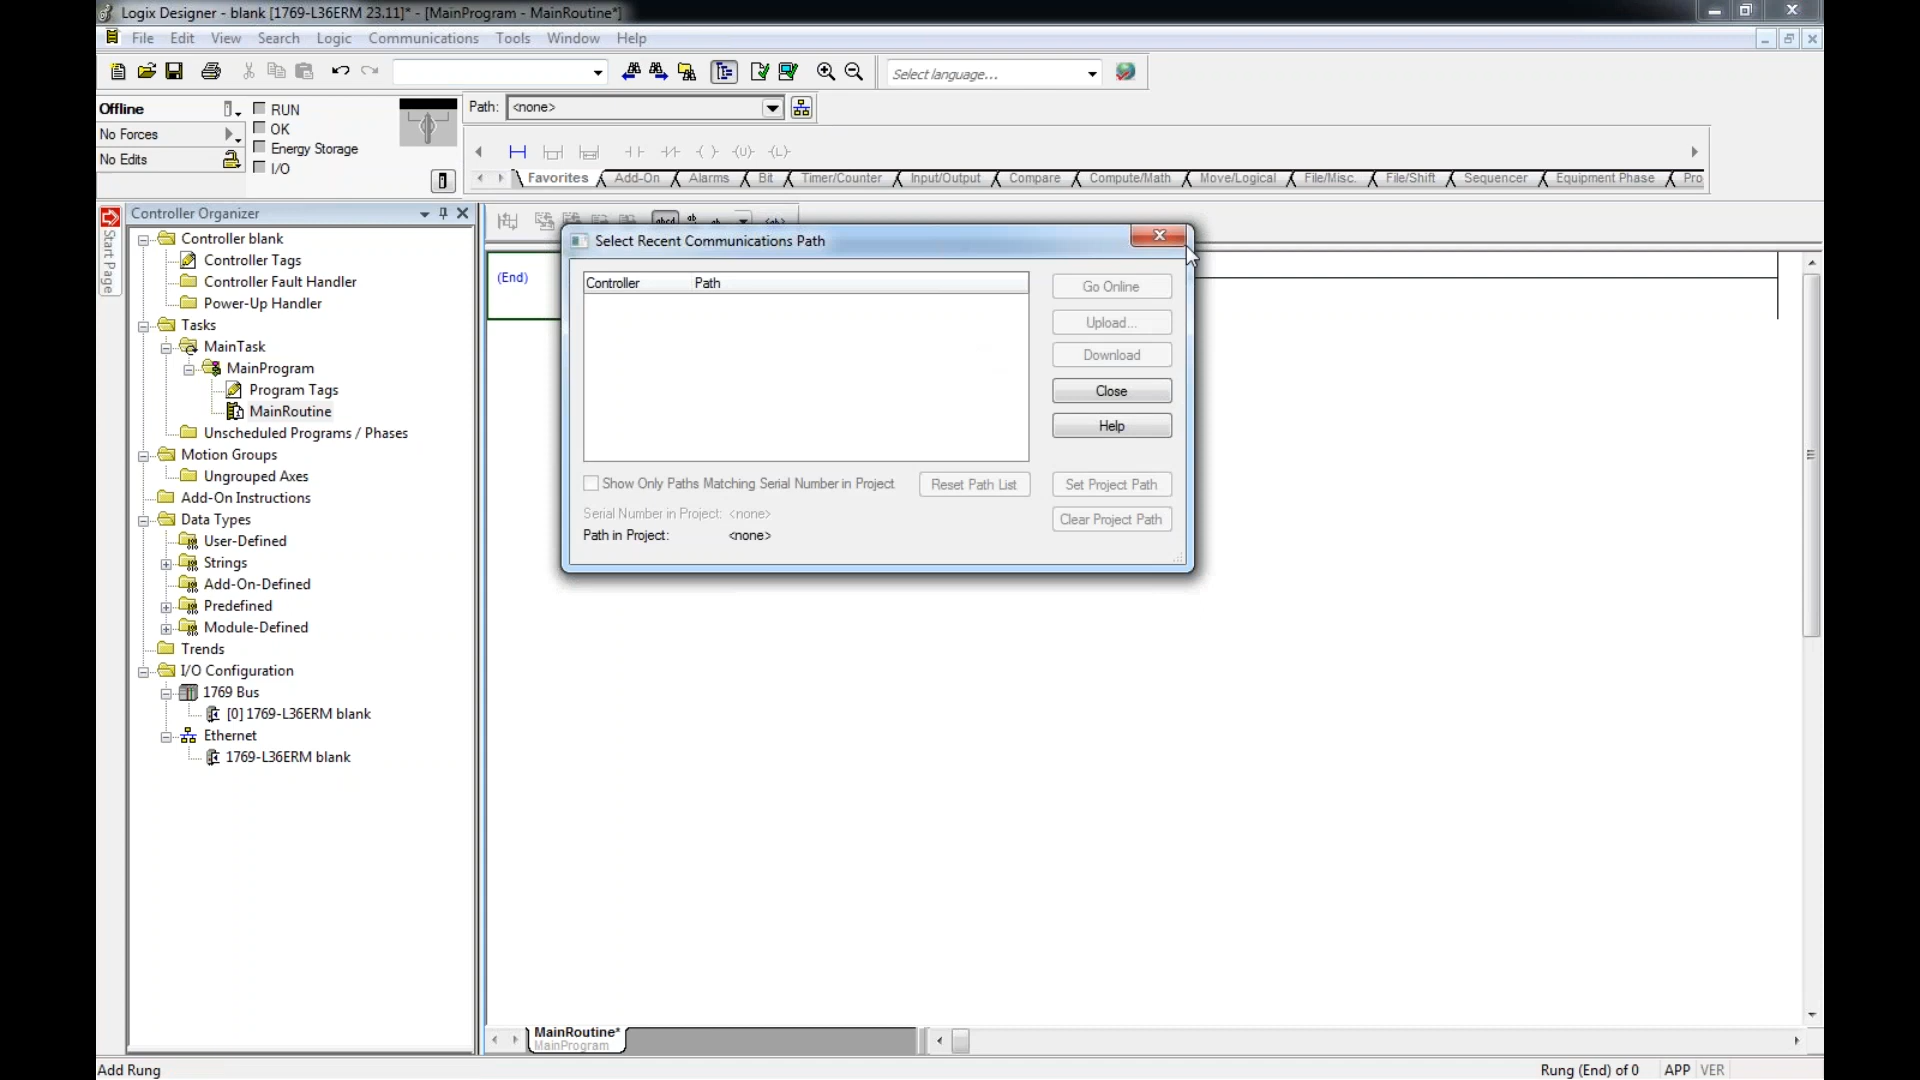 Logix Designer - blank [1769-L36ERM 23.11]* - [MainProgram - MainRoutine*]
File Edit View Search Logic Communications Tools Window Help
Select language...
Offline
RUN
No Forces
OK
No Edits
Energy Storage
I/O
Path: <none>
Favorites Add-On Alarms Bit Timer/Counter Input/Output Compare Compute/Math Move/Logical File/Misc. File/Shift Sequencer Equipment Phase Pro
Start Page
Controller Organizer
Controller blank
Controller Tags
Controller Fault Handler
Power-Up Handler
Tasks
MainTask
MainProgram
Program Tags
MainRoutine
Unscheduled Programs / Phases
Motion Groups
Ungrouped Axes
Add-On Instructions
Data Types
User-Defined
Strings
Add-On-Defined
Predefined
Module-Defined
Trends
I/O Configuration
1769 Bus
[0] 1769-L36ERM blank
Ethernet
1769-L36ERM blank
(End)
Select Recent Communications Path
Controller Path
Go Online
Upload...
Download
Close
Help
Show Only Paths Matching Serial Number in Project
Reset Path List
Set Project Path
Serial Number in Project: <none>
Clear Project Path
Path in Project: <none>
MainRoutine*
MainProgram
Add Rung
Rung (End) of 0 APP VER